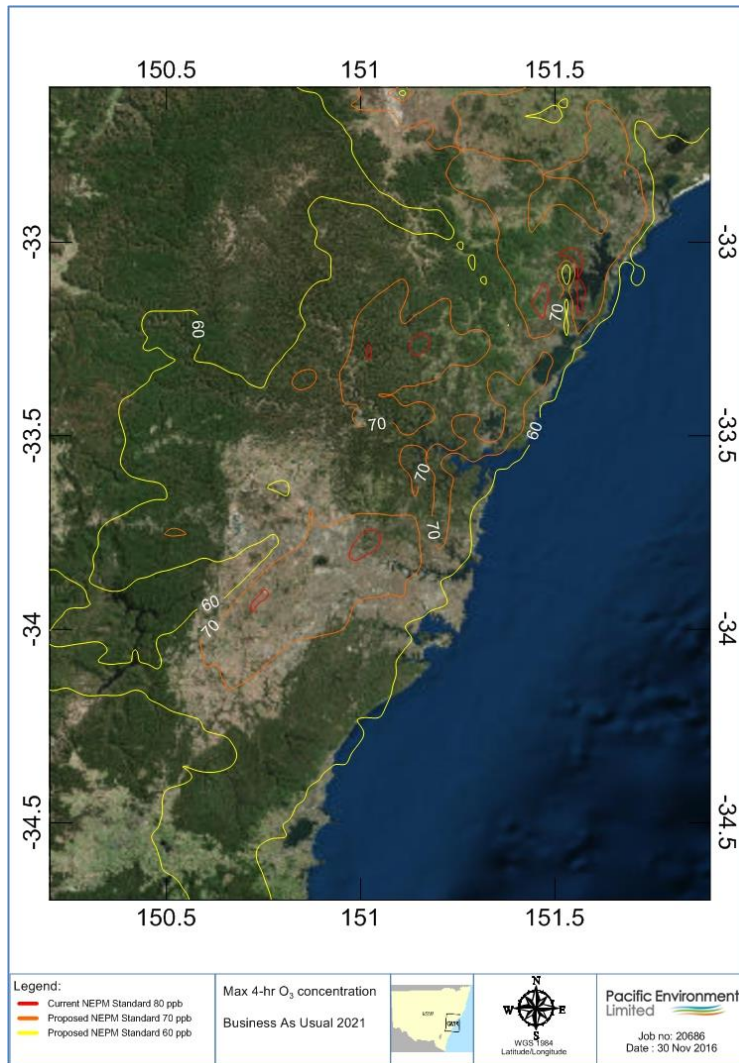 150.5 151 151.5
-33
-33
60
70
70
60
-33.5
-33.5
70
70
60
70
-34
-34
-34.5
-34.5
150.5 151 151.5
Legend:
Current NEPM Standard 80 ppb
Proposed NEPM Standard 70 ppb
Proposed NEPM Standard 60 ppb
Max 4-hr O₃ concentration
Business As Usual 2021
N
W E
S
WGS 1984
Latitude/Longitude
Pacific Environment
Limited
Job no: 20686
Date : 30 Nov 2016